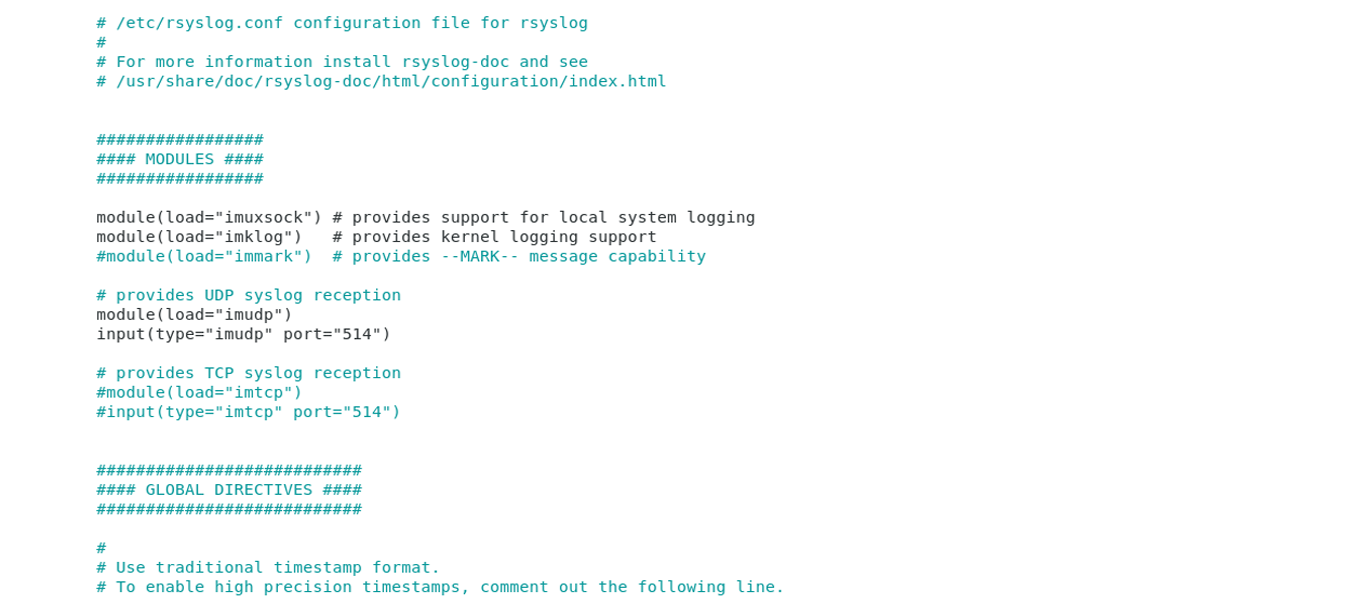 # /etc/rsyslog.conf configuration file for rsyslog
#
# For more information install rsyslog-doc and see
# /usr/share/doc/rsyslog-doc/html/configuration/index.html
#################
#### MODULES ####
#################
module(load="imuxsock") # provides support for local system logging
module(load="imklog")   # provides kernel logging support
#module(load="immark")  # provides --MARK-- message capability
# provides UDP syslog reception
module(load="imudp")
input(type="imudp" port="514")
# provides TCP syslog reception
#module(load="imtcp")
#input(type="imtcp" port="514")
###########################
#### GLOBAL DIRECTIVES ####
###########################
#
# Use traditional timestamp format.
# To enable high precision timestamps, comment out the following line.